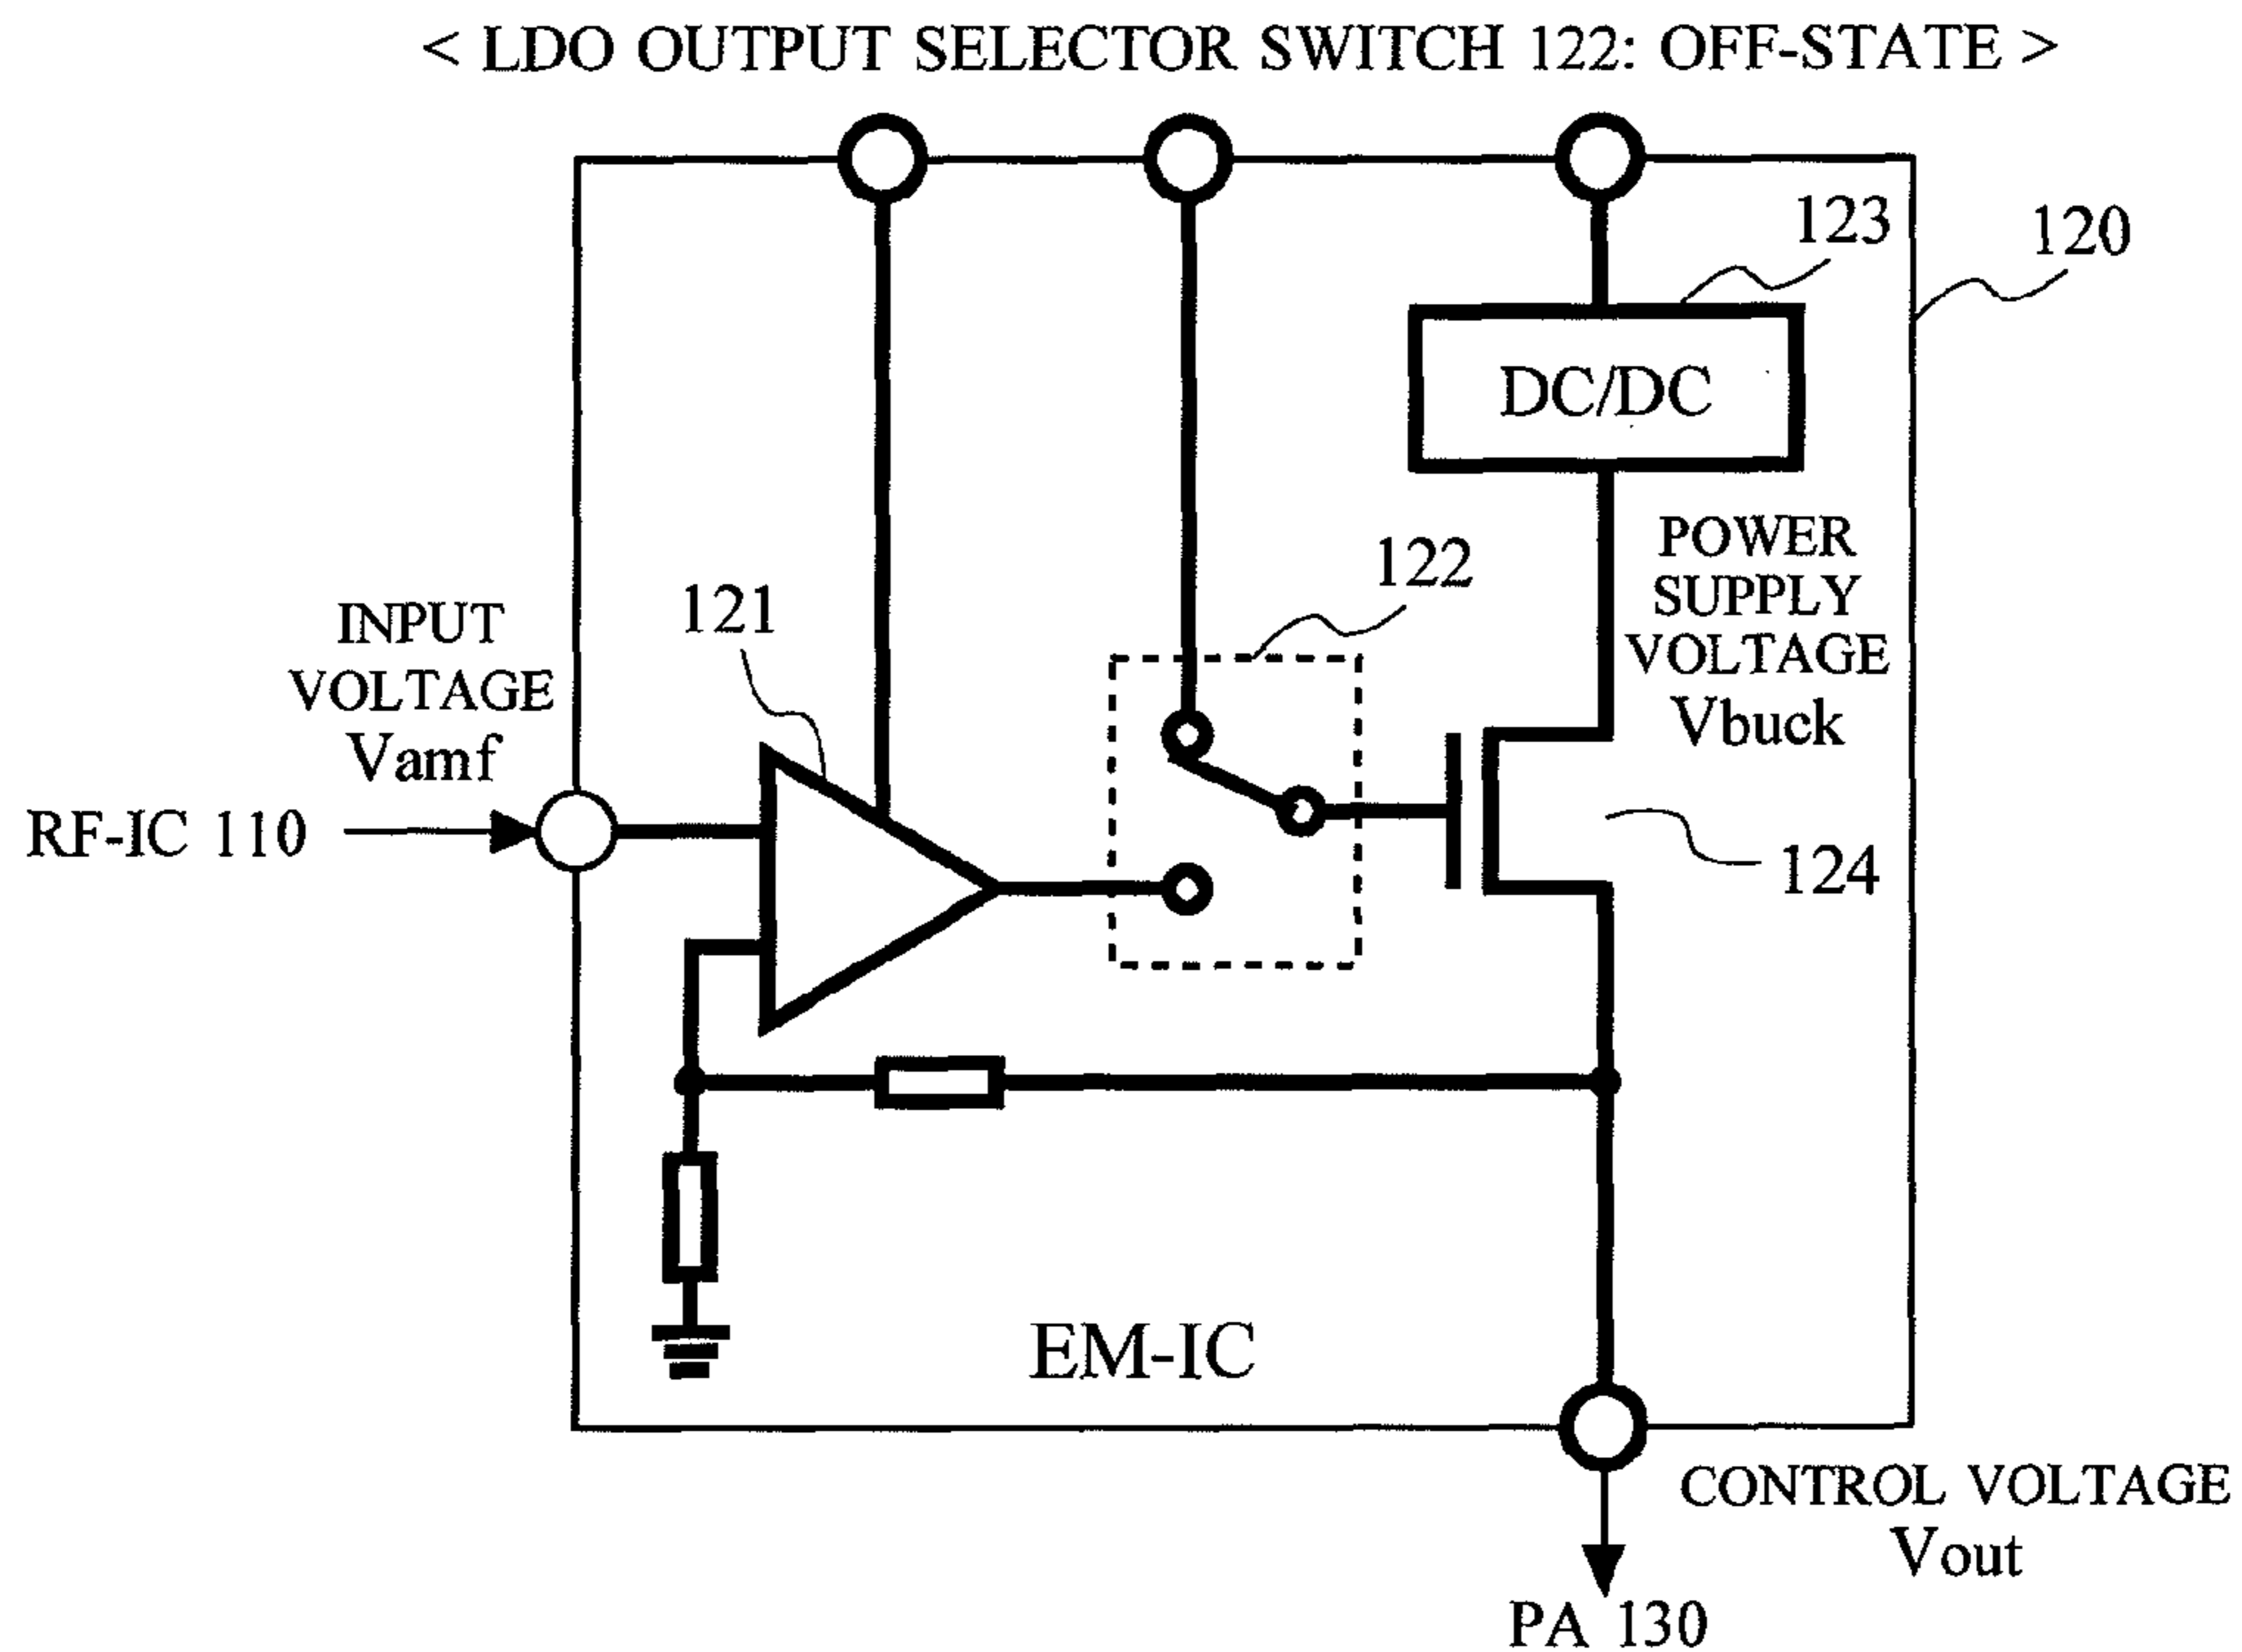 < LDO OUTPUT SELECTOR SWITCH 122: OFF-STATE >
123
120
DC/DC
POWER
SUPPLY
VOLTAGE
Vbuck
122
121
INPUT
VOLTAGE
Vamf
RF-IC 110
124
EM-IC
CONTROL VOLTAGE
Vout
PA 130